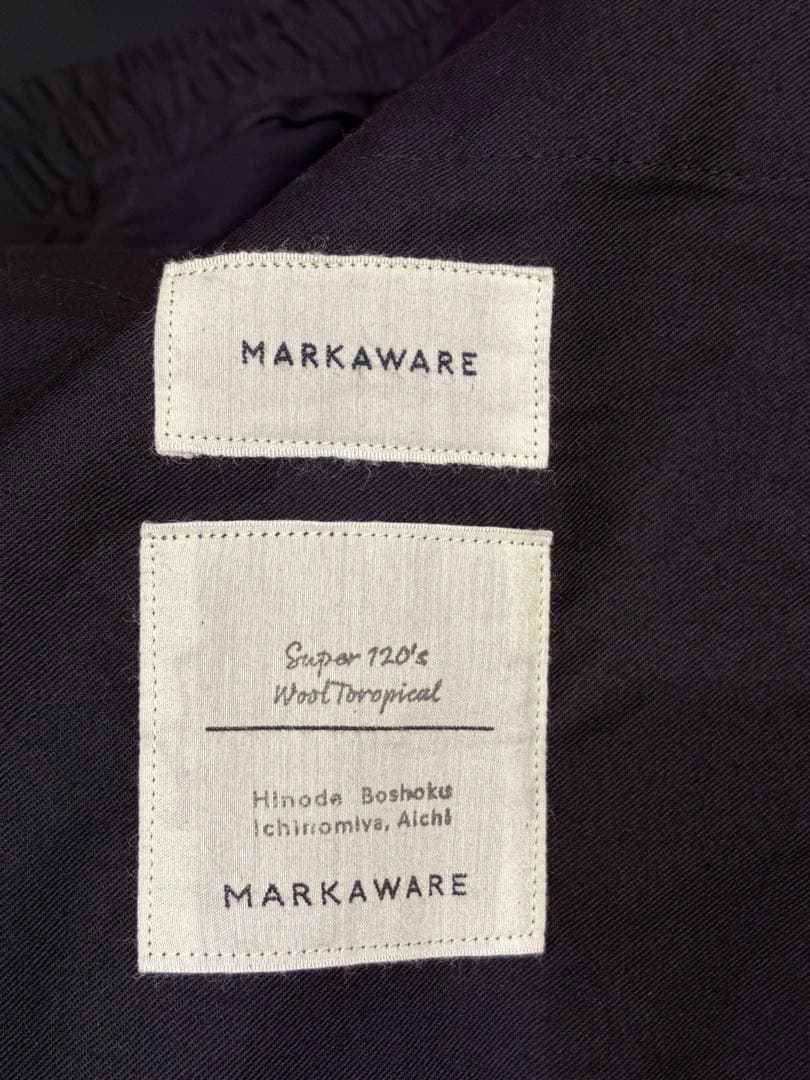 MARKAWARE
Super 120's
Wool Toropical
Hinode Boshoku
Ichinomiya, Aichi
MARKAWARE